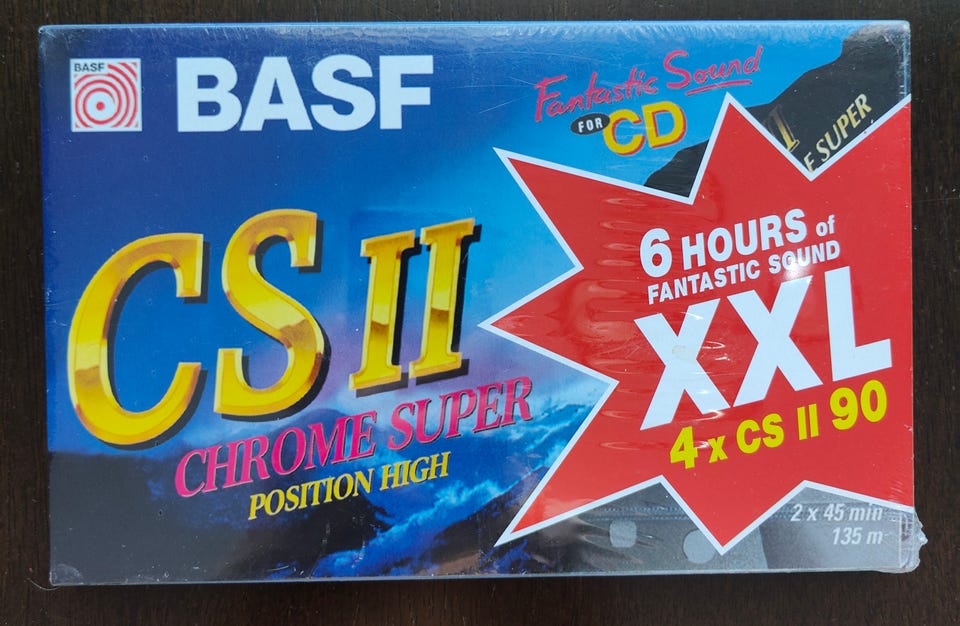 BASF
BASF
Fantastic Sound
FOR CD
SUPER
CS II
CHROME SUPER
POSITION HIGH
6 HOURS of
FANTASTIC SOUND
XXL
4 x CS II 90
2 x 45 min
135 m